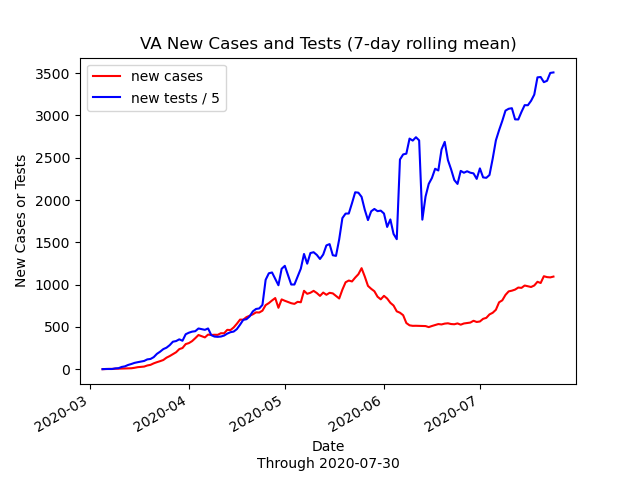 VA New Cases and Tests (7-day rolling mean)
new cases
new tests / 5
New Cases or Tests
3500
3000
2500
2000
1500
1000
500
0
2020-03
2020-04
2020-05
2020-06
2020-07
Date
Through 2020-07-30